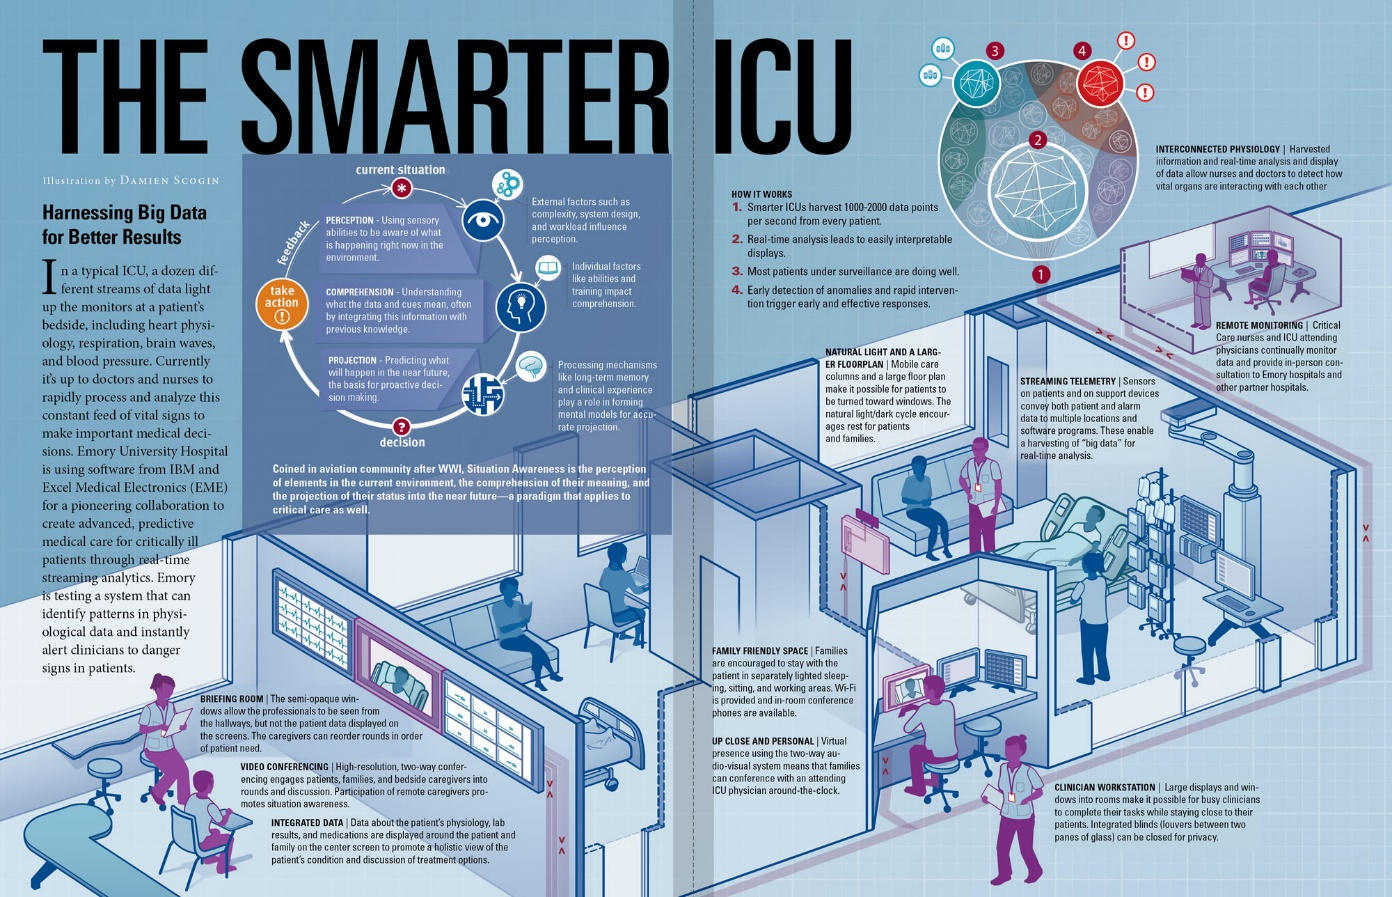 THE SMARTER ICU
Illustration by DAMIEN SCOGIN
Harnessing Big Data
for Better Results
In a typical ICU, a dozen dif-
ferent streams of data light
up the monitors at a patient's
bedside, including heart physi-
ology, respiration, brain waves,
and blood pressure. Currently
it's up to doctors and nurses to
rapidly process and analyze this
constant feed of vital signs to
make important medical deci-
sions. Emory University Hospital
is using software from IBM and
Excel Medical Electronics (EME)
for a pioneering collaboration to
create advanced, predictive
medical care for critically ill
patients through real-time
streaming analytics. Emory
is testing a system that can
identify patterns in physi-
ological data and instantly
alert clinicians to danger
signs in patients.
current situation
*
feedback
take
action
!
PERCEPTION - Using sensory
abilities to be aware of what
is happening right now in the
environment.
COMPREHENSION - Understanding
what the data and cues mean, often
by integrating this information with
previous knowledge.
PROJECTION - Predicting what
will happen in the near future,
the basis for proactive deci-
sion making.
?
decision
External factors such as
complexity, system design,
and workload influence
perception.
Individual factors
like abilities and
training impact
comprehension.
Processing mechanisms
like long-term memory
and clinical experience
play a role in forming
mental models for accu-
rate projection.
Coined in aviation community after WWI, Situation Awareness is the perception
of elements in the current environment, the comprehension of their meaning, and
the projection of their status into the near future—a paradigm that applies to
critical care as well.
HOW IT WORKS
1. Smarter ICUs harvest 1000-2000 data points
per second from every patient.
2. Real-time analysis leads to easily interpretable
displays.
3. Most patients under surveillance are doing well.
4. Early detection of anomalies and rapid interven-
tion trigger early and effective responses.
3
4
!
!
!
2
1
INTERCONNECTED PHYSIOLOGY | Harvested
information and real-time analysis and display
of data allow nurses and doctors to detect how
vital organs are interacting with each other
REMOTE MONITORING | Critical
Care nurses and ICU attending
physicians continually monitor
data and provide in-person con-
sultation to Emory hospitals and
other partner hospitals.
NATURAL LIGHT AND A LARG-
ER FLOORPLAN | Mobile care
columns and a large floor plan
make it possible for patients to
be turned toward windows. The
natural light/dark cycle encour-
ages rest for patients
and families.
STREAMING TELEMETRY | Sensors
on patients and on support devices
convey both patient and alarm
data to multiple locations and
software programs. These enable
a harvesting of "big data" for
real-time analysis.
FAMILY FRIENDLY SPACE | Families
are encouraged to stay with the
patient in separately lighted sleep-
ing, sitting, and working areas. Wi-Fi
is provided and in-room conference
phones are available.
UP CLOSE AND PERSONAL | Virtual
presence using the two-way au-
dio-visual system means that families
can conference with an attending
ICU physician around-the-clock.
BRIEFING ROOM | The semi-opaque win-
dows allow the professionals to be seen from
the hallways, but not the patient data displayed on
the screens. The caregivers can reorder rounds in order
of patient need.
VIDEO CONFERENCING | High-resolution, two-way confer-
encing engages patients, families, and bedside caregivers into
rounds and discussion. Participation of remote caregivers pro-
motes situation awareness.
INTEGRATED DATA | Data about the patient's physiology, lab
results, and medications are displayed around the patient and
family on the center screen to promote a holistic view of the
patient's condition and discussion of treatment options.
CLINICIAN WORKSTATION | Large displays and win-
dows into rooms make it possible for busy clinicians
to complete their tasks while staying close to their
patients. Integrated blinds (louvers between two
panes of glass) can be closed for privacy.